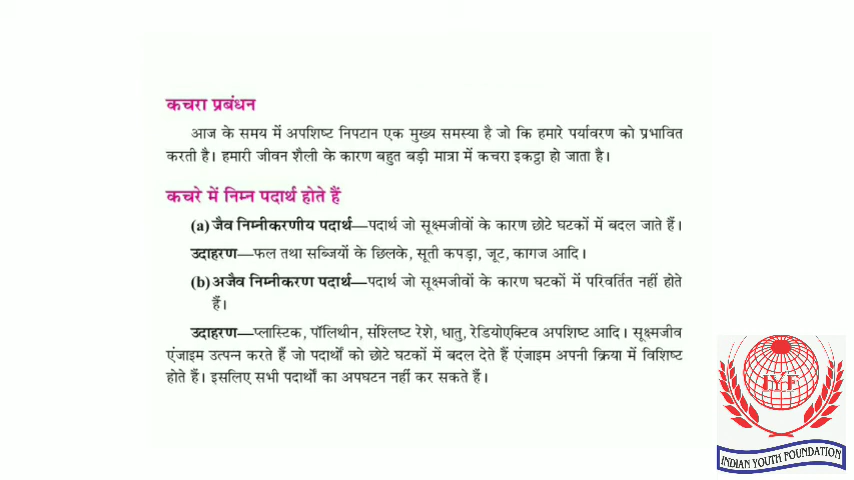 कचरा प्रबंधन
आज के समय में अपशिष्ट निपटान एक मुख्य समस्या है जो कि हमारे पर्यावरण को प्रभावित
करती है। हमारी जीवन शैली के कारण बहुत बड़ी मात्रा में कचरा इकट्ठा हो जाता है।
कचरे में निम्न पदार्थ होते हैं
(a) जैव निम्नीकरणीय पदार्थ—पदार्थ जो सूक्ष्मजीवों के कारण छोटे घटकों में बदल जाते हैं।
उदाहरण—फल तथा सब्जियों के छिलके, सूती कपड़ा, जूट, कागज आदि।
(b) अजैव निम्नीकरण पदार्थ—पदार्थ जो सूक्ष्मजीवों के कारण घटकों में परिवर्तित नहीं होते
हैं।
उदाहरण—प्लास्टिक, पॉलिथीन, संश्लिष्ट रेशे, धातु, रेडियोएक्टिव अपशिष्ट आदि। सूक्ष्मजीव
एंजाइम उत्पन्न करते हैं जो पदार्थों को छोटे घटकों में बदल देते हैं एंजाइम अपनी क्रिया में विशिष्ट
होते हैं। इसलिए सभी पदार्थों का अपघटन नहीं कर सकते हैं।
IYF
INDIAN YOUTH FOUNDATION